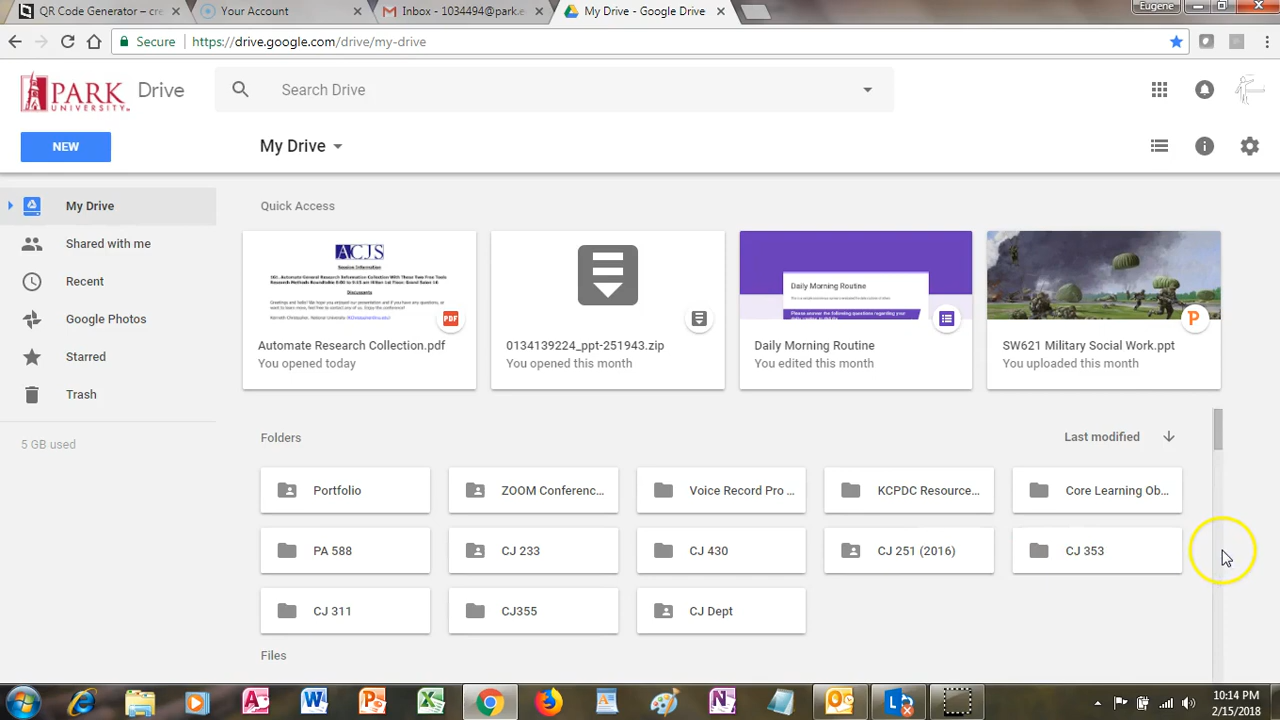 QR Code Generator – cre
Your Account
Inbox - 1034494@park.e
My Drive - Google Drive
Eugene
Secure
https://drive.google.com/drive/my-drive
PARK
UNIVERSITY
Drive
Search Drive
NEW
My Drive
My Drive
Shared with me
Recent
Google Photos
Starred
Trash
5 GB used
Quick Access
ACJS
Session Information
Discussants
PDF
Automate Research Collection.pdf
You opened today
0134139224_ppt-251943.zip
You opened this month
Daily Morning Routine
Daily Morning Routine
You edited this month
P
SW621 Military Social Work.ppt
You uploaded this month
Folders
Last modified
Portfolio
ZOOM Conferenc...
Voice Record Pro ...
KCPDC Resource...
Core Learning Ob...
PA 588
CJ 233
CJ 430
CJ 251 (2016)
CJ 353
CJ 311
CJ355
CJ Dept
Files
10:14 PM
2/15/2018